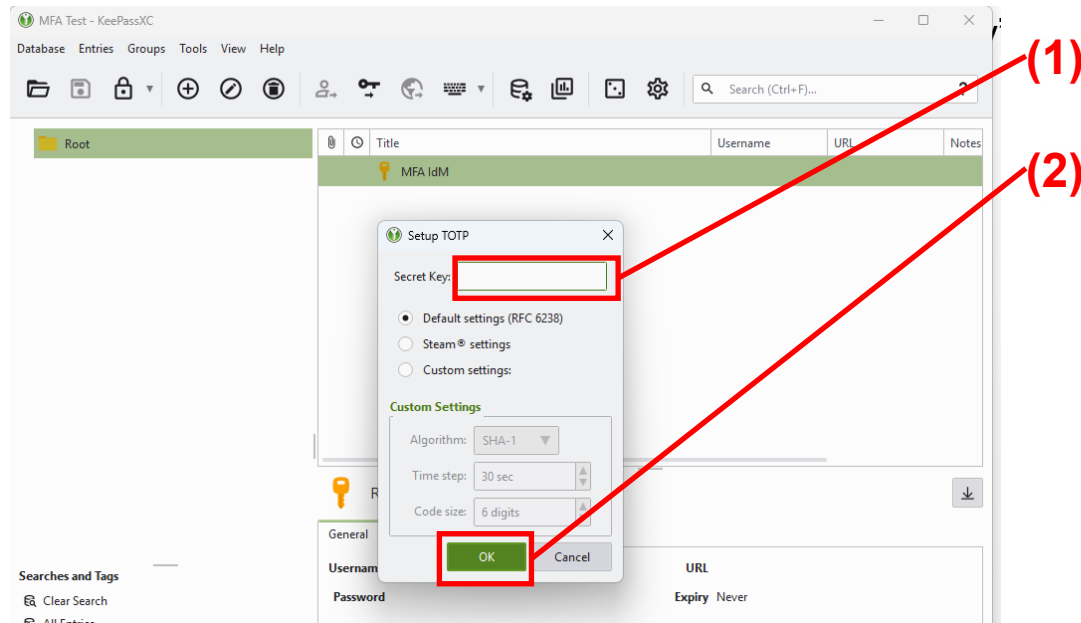 MFA Test - KeePassXC
Database Entries Groups Tools View Help
(1)
Search (Ctrl+F)... ?
Root
Title Username URL Notes
MFA IdM
(2)
Setup TOTP
Secret Key:
Default settings (RFC 6238)
Steam® settings
Custom settings:
Custom Settings
Algorithm: SHA-1
Time step: 30 sec
Code size: 6 digits
OK Cancel
General
URL
Password Expiry Never
Searches and Tags
Clear Search
All Entries